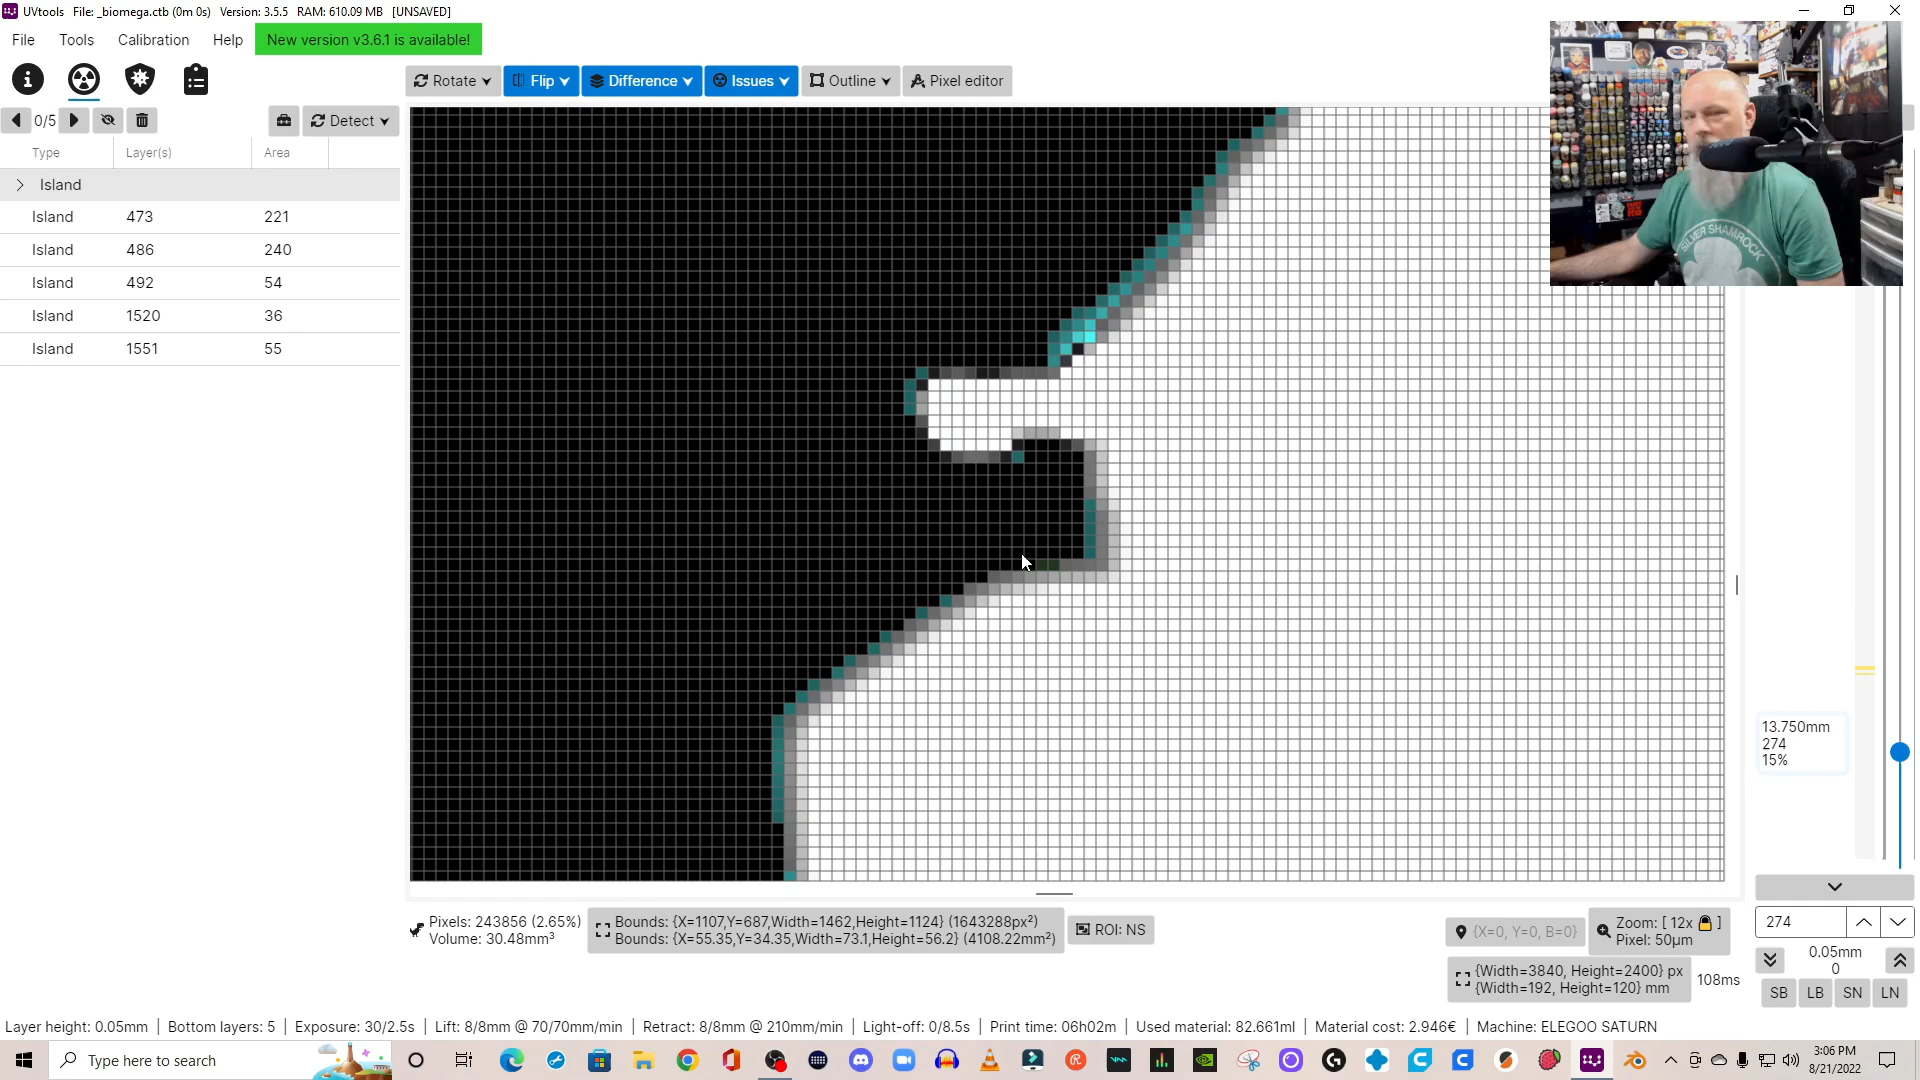 UVtools File: _biomega.ctb (0m 0s) Version: 3.5.5 RAM: 610.09 MB [UNSAVED]
File Tools Calibration Help New version v3.6.1 is available!
Rotate Flip Difference Issues Outline Pixel editor
0/5 Detect
Type Layer(s) Area
Island
Island 473 221
Island 486 240
Island 492 54
Island 1520 36
Island 1551 55
SILVER SHAMROCK
13.750mm
274
15%
Pixels: 243856 (2.65%)
Volume: 30.48mm³
Bounds: {X=1107,Y=687,Width=1462,Height=1124} (1643288px²)
Bounds: {X=55.35,Y=34.35,Width=73.1,Height=56.2} (4108.22mm²)
ROI: NS
{X=0, Y=0, B=0}
Zoom: [ 12x ]
Pixel: 50µm
{Width=3840, Height=2400} px
{Width=192, Height=120} mm
108ms
274
0.05mm
0
SB LB SN LN
Layer height: 0.05mm | Bottom layers: 5 | Exposure: 30/2.5s | Lift: 8/8mm @ 70/70mm/min | Retract: 8/8mm @ 210mm/min | Light-off: 0/8.5s | Print time: 06h02m | Used material: 82.661ml | Material cost: 2.946€ | Machine: ELEGOO SATURN
Type here to search
3:06 PM
8/21/2022